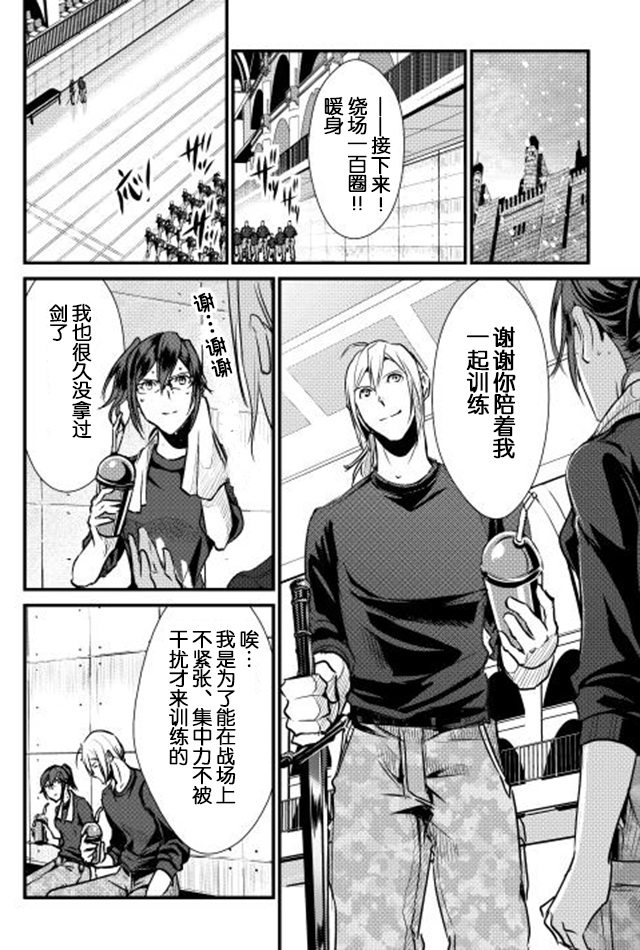 ——接下来！
绕场一百圈!!
暖身
応!
谢谢你陪着我
一起训练
谢…谢谢
我也很久没拿过
剑了
唉…
我是为了能在战场上
不紧张、集中力不被
干扰才来训练的